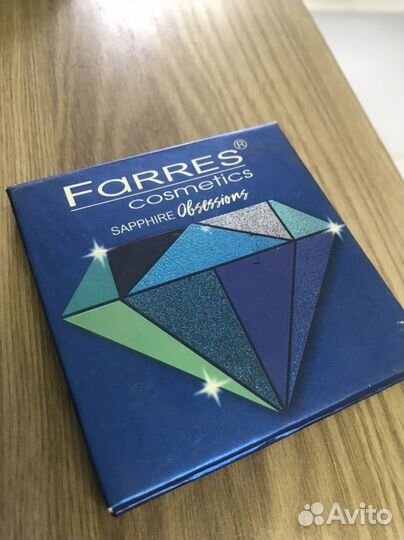 FARRES®
cosmetics
SAPPHIRE Obsessions
Avito